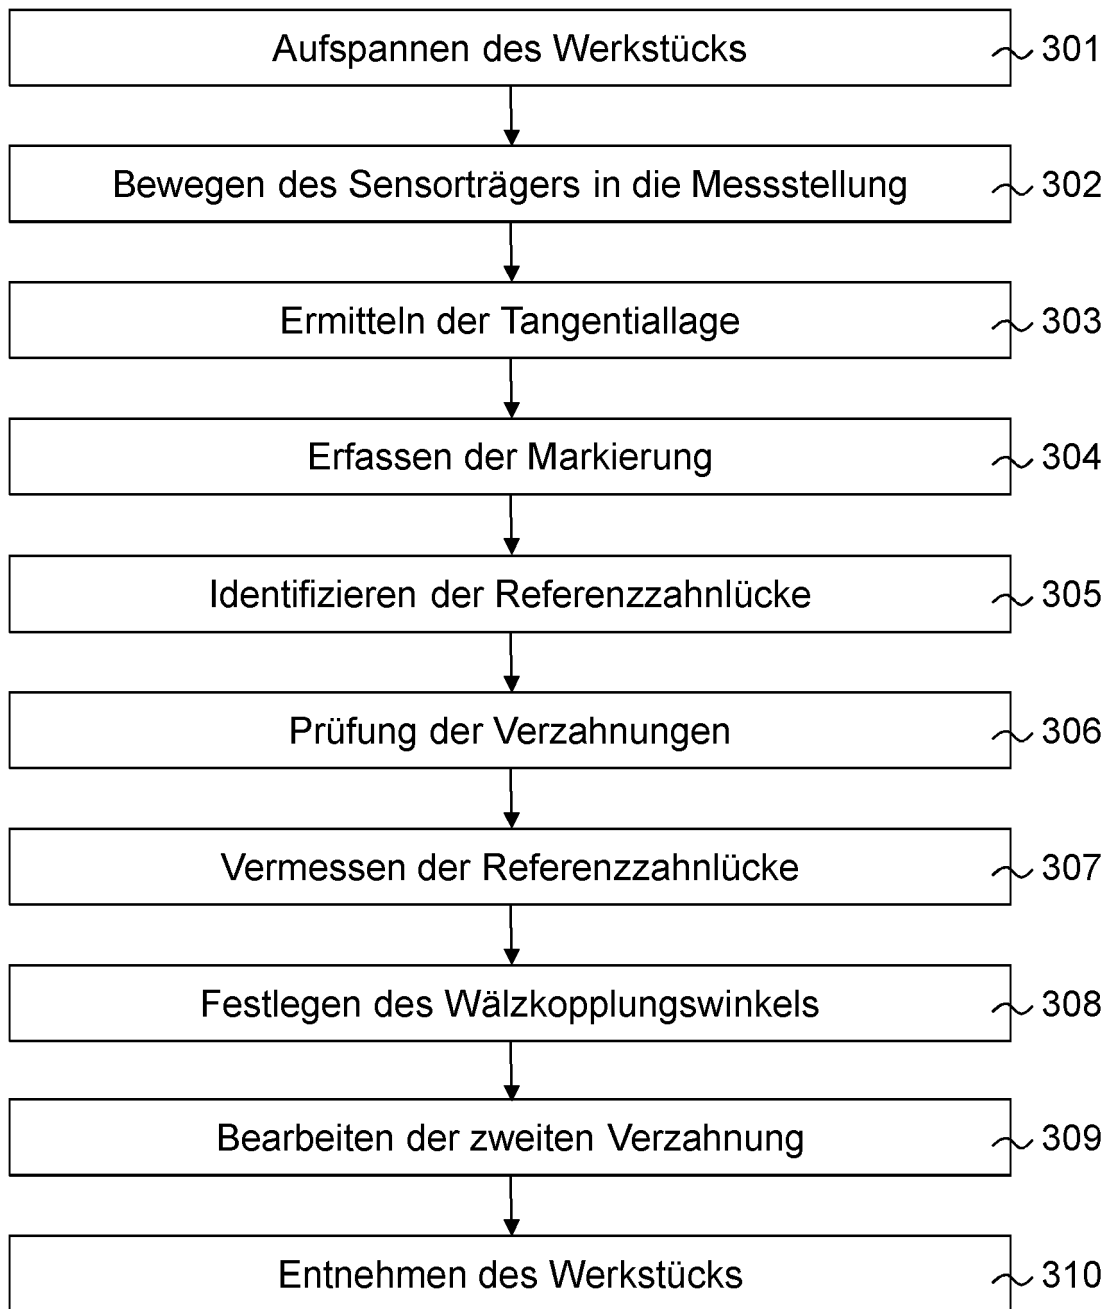 Aufspannen des Werkstücks 301
Bewegen des Sensorträgers in die Messstellung 302
Ermitteln der Tangentiallage 303
Erfassen der Markierung 304
Identifizieren der Referenzzahnlücke 305
Prüfung der Verzahnungen 306
Vermessen der Referenzzahnlücke 307
Festlegen des Wälzkopplungswinkels 308
Bearbeiten der zweiten Verzahnung 309
Entnehmen des Werkstücks 310